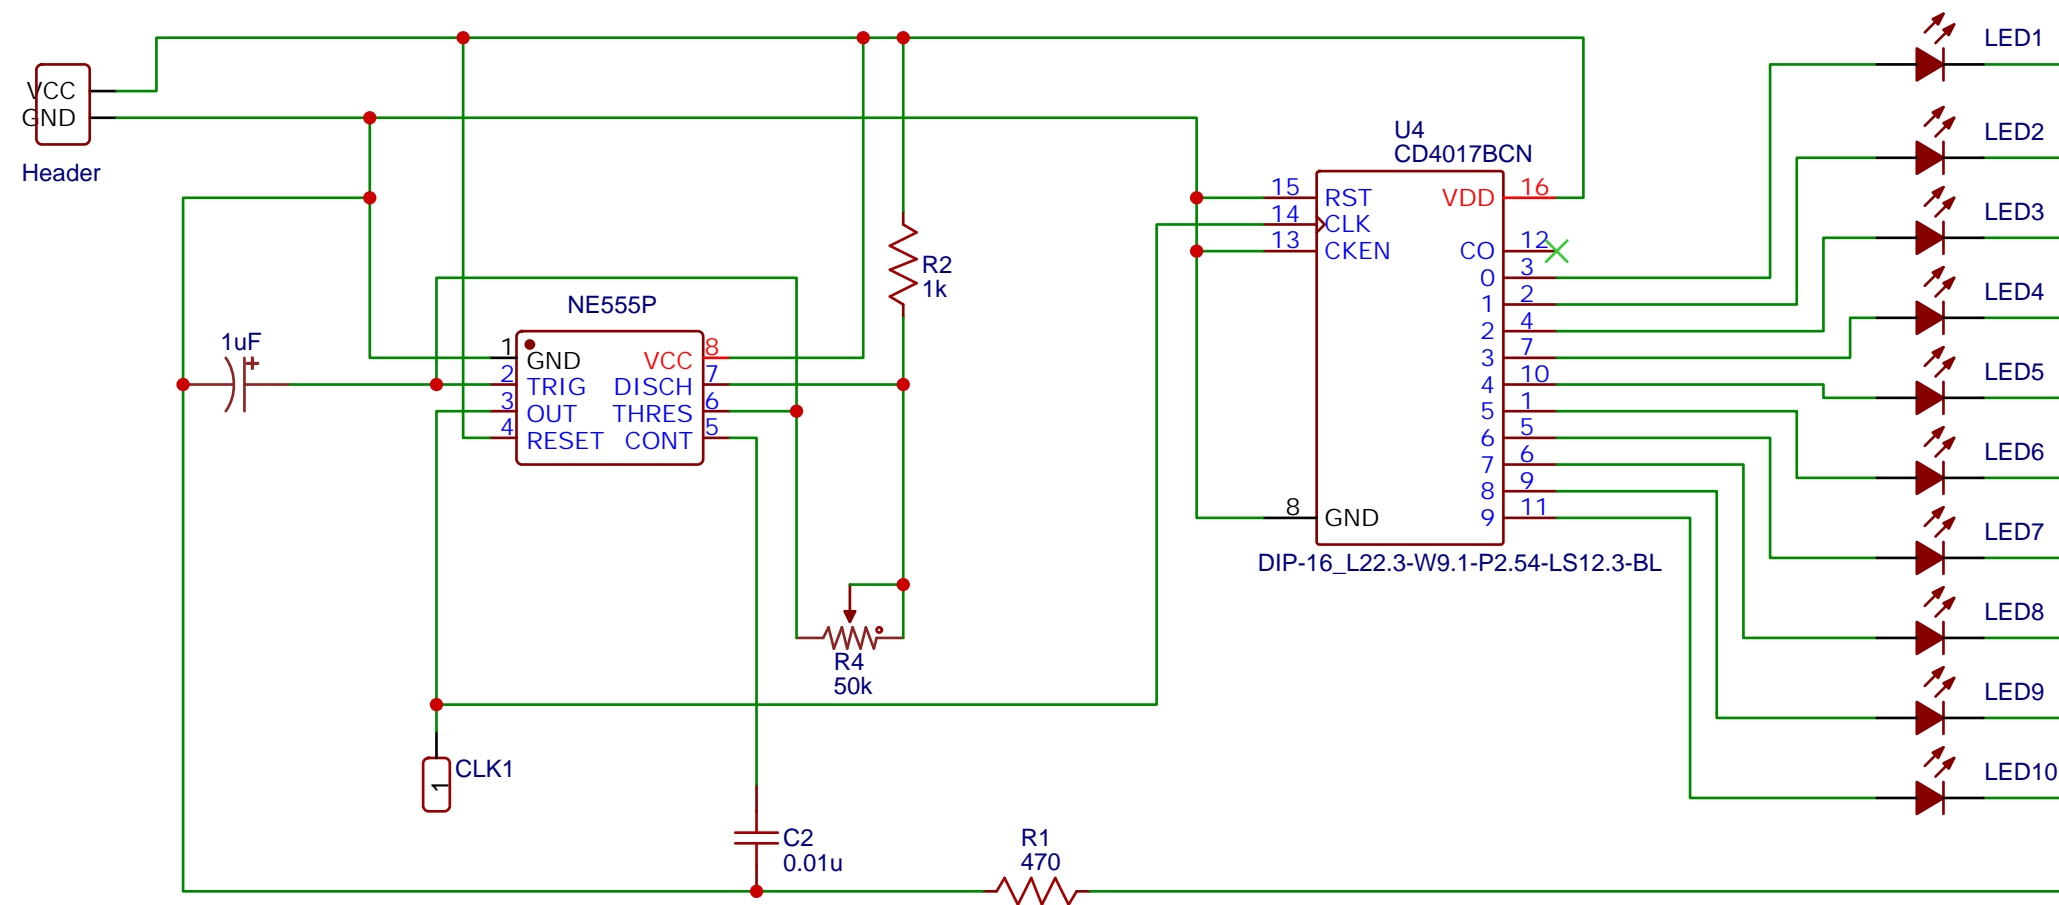 VCC
GND
Header
1uF
NE555P
1
GND
2
TRIG
3
OUT
4
RESET
VCC
8
DISCH
7
THRES
6
CONT
5
R2
1k
R4
50k
CLK1
1
C2
0.01u
R1
470
U4
CD4017BCN
15
RST
14
CLK
13
CKEN
8
GND
VDD
16
CO
12
0
3
1
2
2
4
3
7
4
10
5
1
6
5
7
6
8
9
9
11
DIP-16_L22.3-W9.1-P2.54-LS12.3-BL
LED1
LED2
LED3
LED4
LED5
LED6
LED7
LED8
LED9
LED10